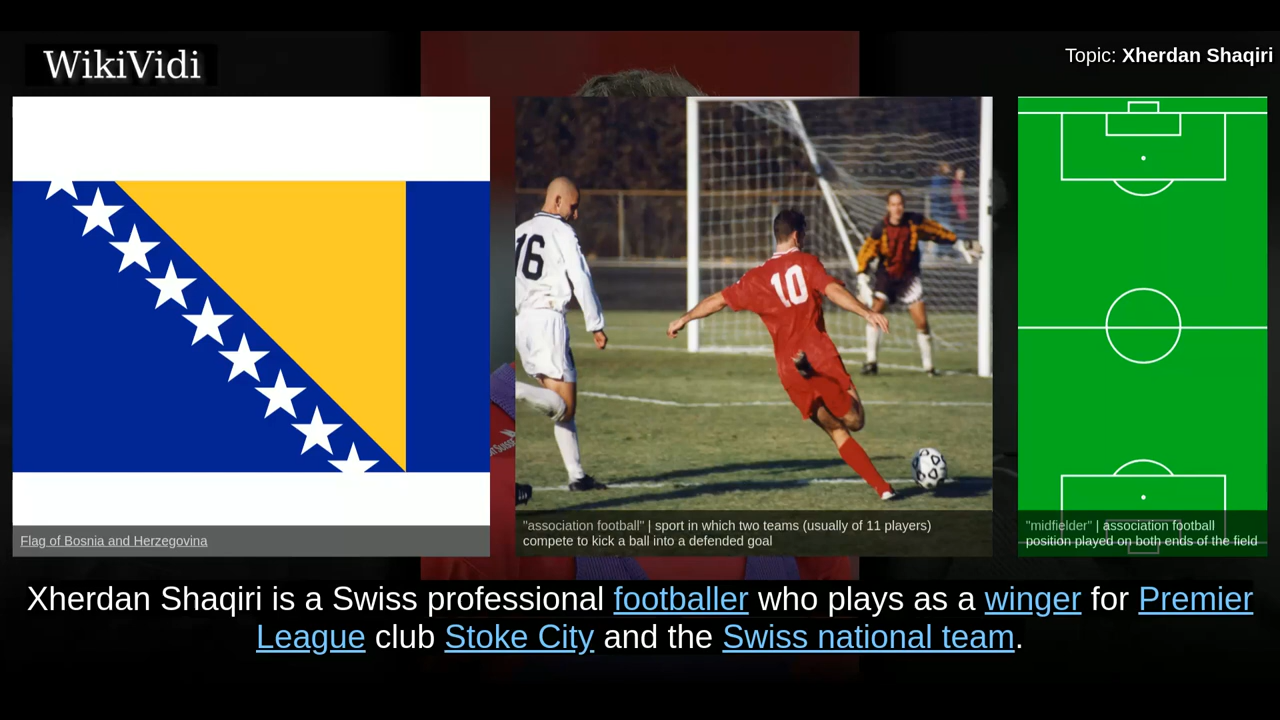 WikiVidi
Topic: Xherdan Shaqiri
16
10
Flag of Bosnia and Herzegovina
"association football" | sport in which two teams (usually of 11 players)
compete to kick a ball into a defended goal
"midfielder" | association football
position played on both ends of the field
Xherdan Shaqiri is a Swiss professional footballer who plays as a winger for Premier
League club Stoke City and the Swiss national team.